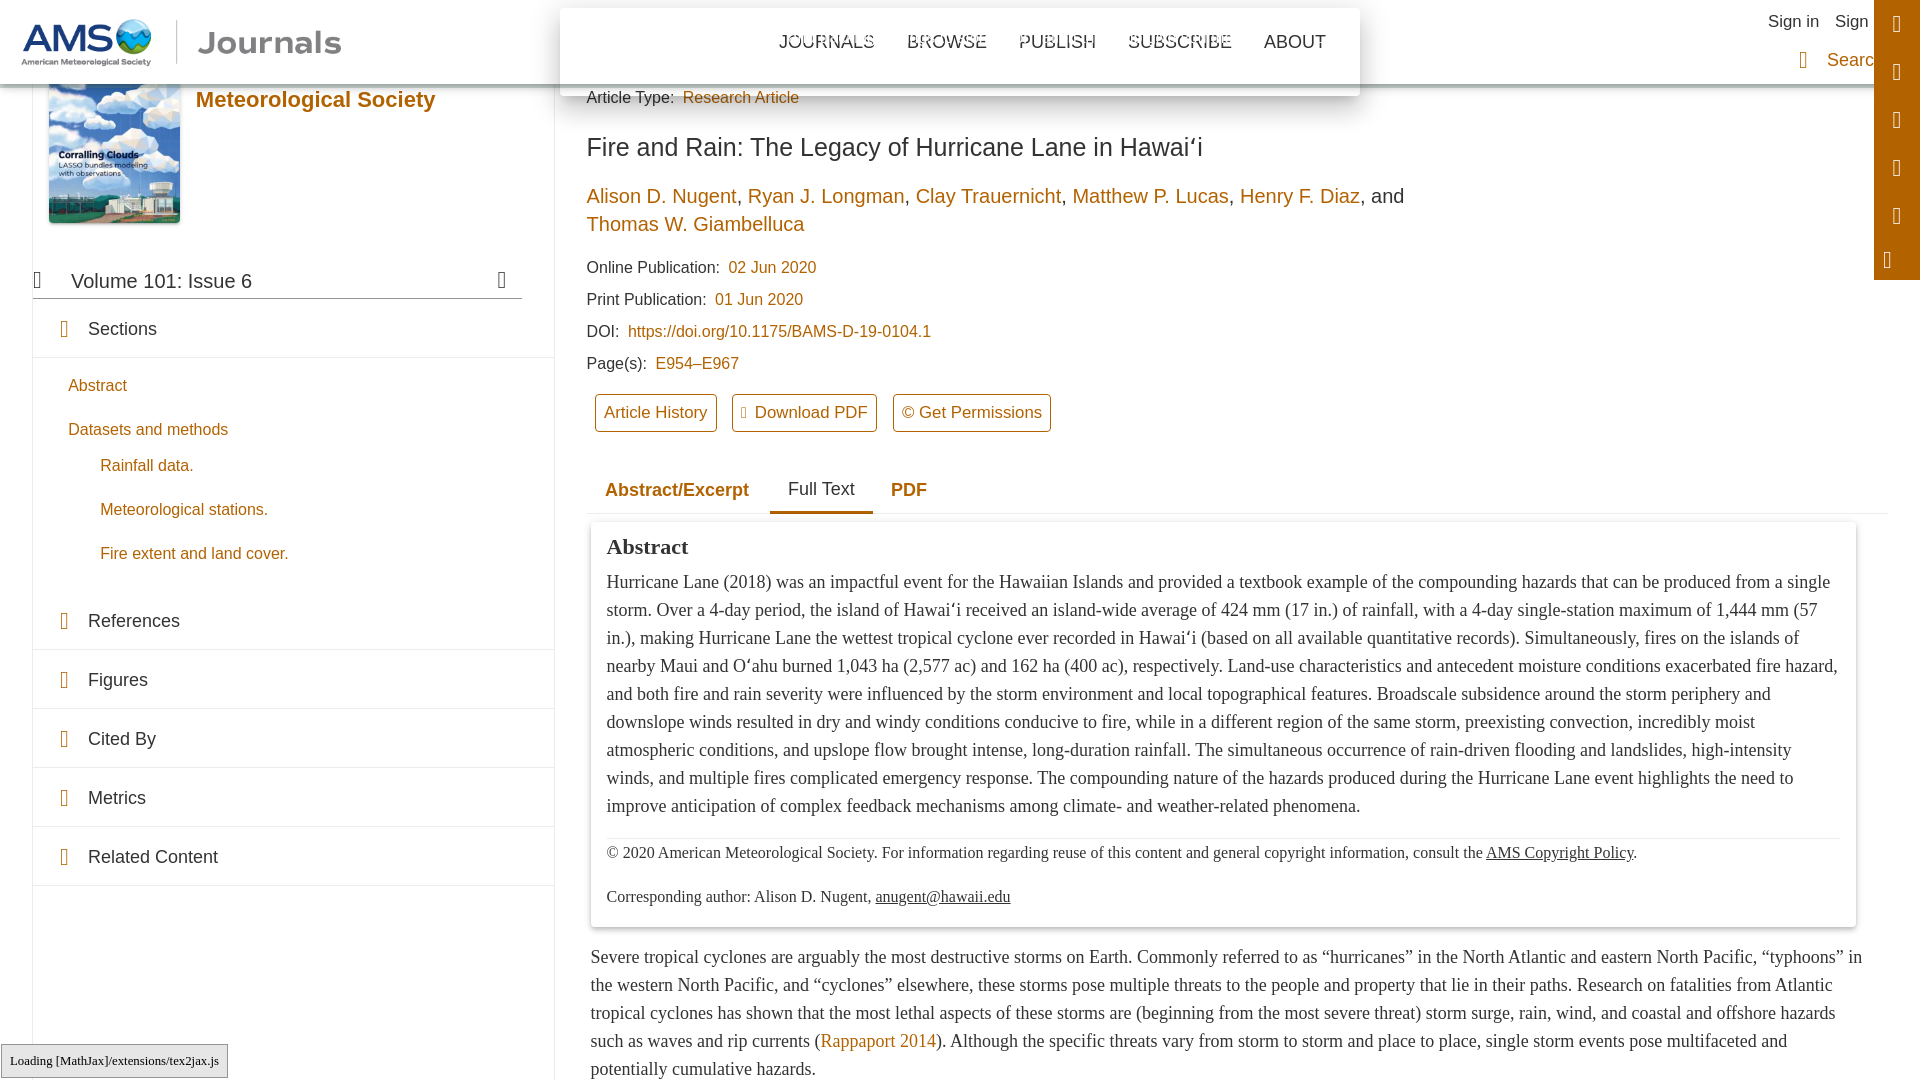 AMS
American Meteorological Society
Journals
JOURNALS BROWSE PUBLISH SUBSCRIBE ABOUT
Sign in Sign
Searc
Meteorological Society
Corralling Clouds
LASSO bundles modeling
with observations
Volume 101: Issue 6
Sections
Abstract
Datasets and methods
Rainfall data.
Meteorological stations.
Fire extent and land cover.
References
Figures
Cited By
Metrics
Related Content
Article Type: Research Article
Fire and Rain: The Legacy of Hurricane Lane in Hawaiʻi
Alison D. Nugent, Ryan J. Longman, Clay Trauernicht, Matthew P. Lucas, Henry F. Diaz, and
Thomas W. Giambelluca
Online Publication: 02 Jun 2020
Print Publication: 01 Jun 2020
DOI: https://doi.org/10.1175/BAMS-D-19-0104.1
Page(s): E954–E967
Article History Download PDF © Get Permissions
Abstract/Excerpt Full Text PDF
Abstract
Hurricane Lane (2018) was an impactful event for the Hawaiian Islands and provided a textbook example of the compounding hazards that can be produced from a single
storm. Over a 4-day period, the island of Hawaiʻi received an island-wide average of 424 mm (17 in.) of rainfall, with a 4-day single-station maximum of 1,444 mm (57
in.), making Hurricane Lane the wettest tropical cyclone ever recorded in Hawaiʻi (based on all available quantitative records). Simultaneously, fires on the islands of
nearby Maui and Oʻahu burned 1,043 ha (2,577 ac) and 162 ha (400 ac), respectively. Land-use characteristics and antecedent moisture conditions exacerbated fire hazard,
and both fire and rain severity were influenced by the storm environment and local topographical features. Broadscale subsidence around the storm periphery and
downslope winds resulted in dry and windy conditions conducive to fire, while in a different region of the same storm, preexisting convection, incredibly moist
atmospheric conditions, and upslope flow brought intense, long-duration rainfall. The simultaneous occurrence of rain-driven flooding and landslides, high-intensity
winds, and multiple fires complicated emergency response. The compounding nature of the hazards produced during the Hurricane Lane event highlights the need to
improve anticipation of complex feedback mechanisms among climate- and weather-related phenomena.
© 2020 American Meteorological Society. For information regarding reuse of this content and general copyright information, consult the AMS Copyright Policy.
Corresponding author: Alison D. Nugent, anugent@hawaii.edu
Severe tropical cyclones are arguably the most destructive storms on Earth. Commonly referred to as “hurricanes” in the North Atlantic and eastern North Pacific, “typhoons” in
the western North Pacific, and “cyclones” elsewhere, these storms pose multiple threats to the people and property that lie in their paths. Research on fatalities from Atlantic
tropical cyclones has shown that the most lethal aspects of these storms are (beginning from the most severe threat) storm surge, rain, wind, and coastal and offshore hazards
such as waves and rip currents (Rappaport 2014). Although the specific threats vary from storm to storm and place to place, single storm events pose multifaceted and
potentially cumulative hazards.
Loading [MathJax]/extensions/tex2jax.js